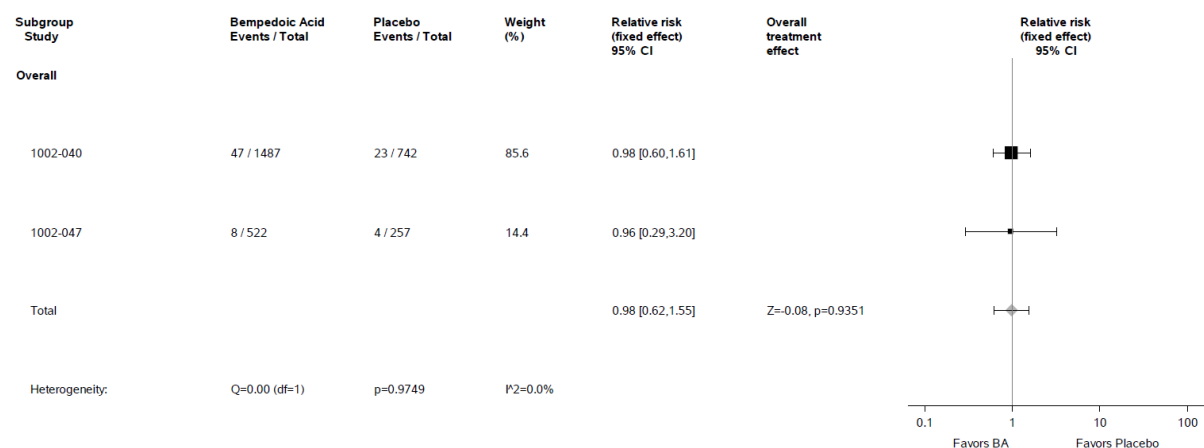 Subgroup Bempedoic Acid Placebo Weight Relative risk Overall Relative risk
Study Events / Total Events / Total (%) (fixed effect) treatment (fixed effect)
95% CI effect 95% CI
Overall
1002-040 47 / 1487 23 / 742 85.6 0.98 [0.60,1.61]
1002-047 8 / 522 4 / 257 14.4 0.96 [0.29,3.20]
Total 0.98 [0.62,1.55] Z=-0.08, p=0.9351
Heterogeneity: Q=0.00 (df=1) p=0.9749 I^2=0.0%
0.1 1 10 100
Favors BA Favors Placebo